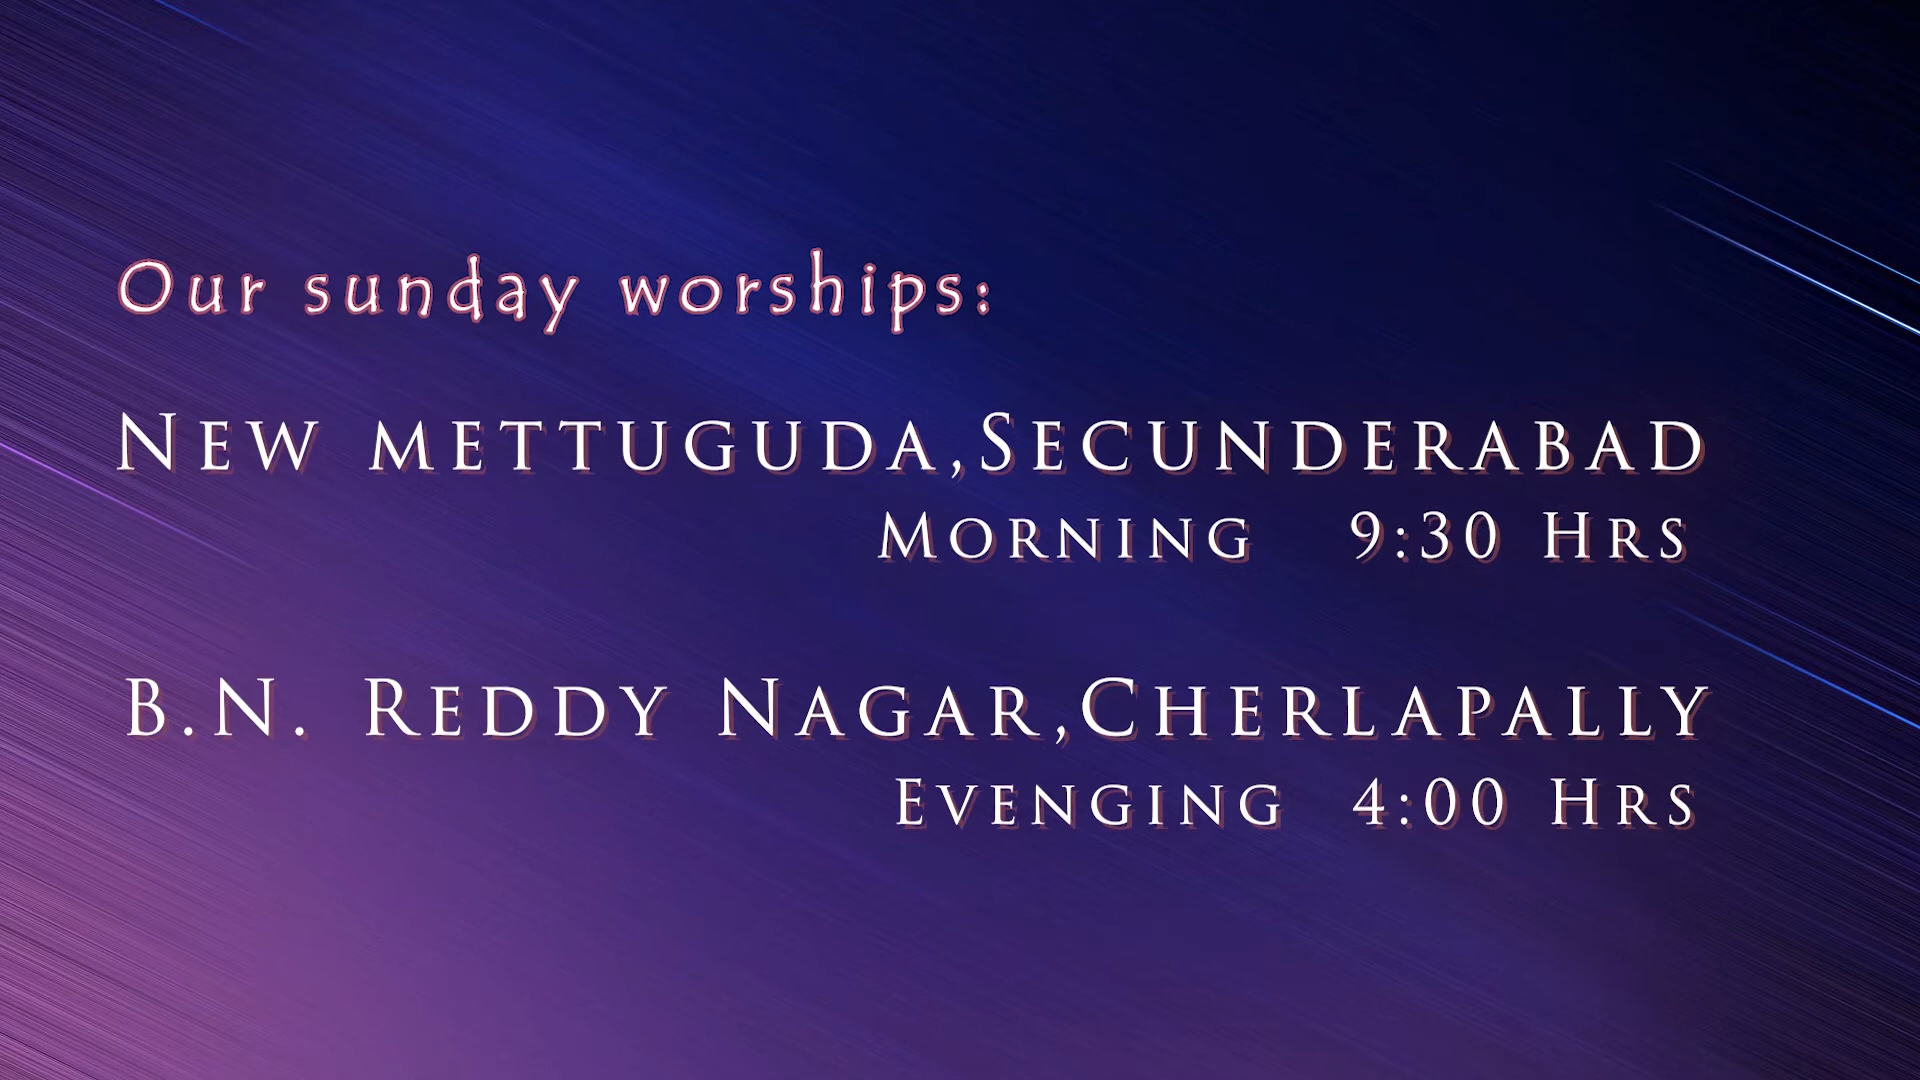 Our sunday worships:
New mettuguda,Secunderabad
Morning 9:30 Hrs
B.N. Reddy Nagar,Cherlapally
Evenging 4:00 Hrs